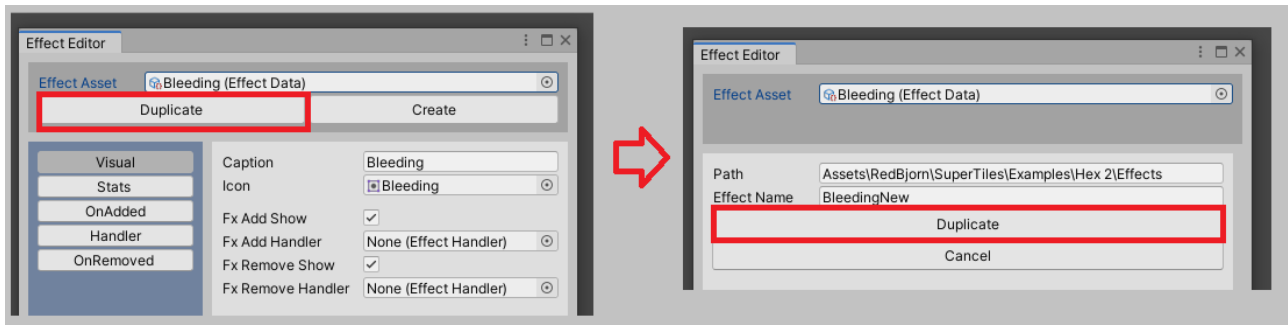 Effect Editor
Effect Asset Bleeding (Effect Data)
Duplicate Create
Visual
Stats
OnAdded
Handler
OnRemoved
Caption Bleeding
Icon Bleeding
Fx Add Show
Fx Add Handler None (Effect Handler)
Fx Remove Show
Fx Remove Handler None (Effect Handler)
Effect Editor
Effect Asset Bleeding (Effect Data)
Path Assets\RedBjorn\SuperTiles\Examples\Hex 2\Effects
Effect Name BleedingNew
Duplicate
Cancel